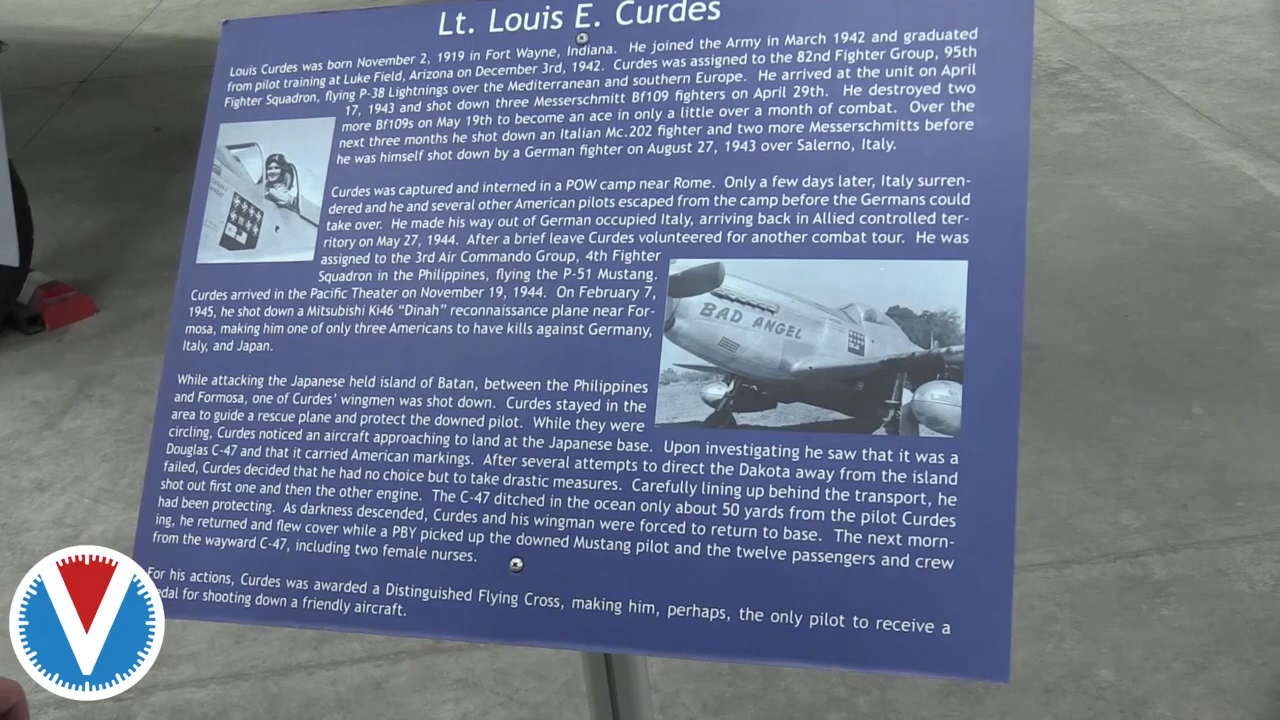 Lt. Louis E. Curdes
Louis Curdes was born November 2, 1919 in Fort Wayne, Indiana. He joined the Army in March 1942 and graduated
from pilot training at Luke Field, Arizona on December 3rd, 1942. Curdes was assigned to the 82nd Fighter Group, 95th
Fighter Squadron, flying P-38 Lightnings over the Mediterranean and southern Europe. He arrived at the unit on April
17, 1943 and shot down three Messerschmitt Bf109 fighters on April 29th. He destroyed two
more Bf109s on May 19th to become an ace in only a little over a month of combat. Over the
next three months he shot down an Italian Mc.202 fighter and two more Messerschmitts before
he was himself shot down by a German fighter on August 27, 1943 over Salerno, Italy.
Curdes was captured and interned in a POW camp near Rome. Only a few days later, Italy surren-
dered and he and several other American pilots escaped from the camp before the Germans could
take over. He made his way out of German occupied Italy, arriving back in Allied controlled ter-
ritory on May 27, 1944. After a brief leave Curdes volunteered for another combat tour. He was
assigned to the 3rd Air Commando Group, 4th Fighter
Squadron in the Philippines, flying the P-51 Mustang.
Curdes arrived in the Pacific Theater on November 19, 1944. On February 7,
1945, he shot down a Mitsubishi Ki46 “Dinah” reconnaissance plane near For-
mosa, making him one of only three Americans to have kills against Germany,
Italy, and Japan.
BAD ANGEL
While attacking the Japanese held island of Batan, between the Philippines
and Formosa, one of Curdes’ wingmen was shot down. Curdes stayed in the
area to guide a rescue plane and protect the downed pilot. While they were
circling, Curdes noticed an aircraft approaching to land at the Japanese base. Upon investigating he saw that it was a
Douglas C-47 and that it carried American markings. After several attempts to direct the Dakota away from the island
failed, Curdes decided that he had no choice but to take drastic measures. Carefully lining up behind the transport, he
shot out first one and then the other engine. The C-47 ditched in the ocean only about 50 yards from the pilot Curdes
had been protecting. As darkness descended, Curdes and his wingman were forced to return to base. The next morn-
ing, he returned and flew cover while a PBY picked up the downed Mustang pilot and the twelve passengers and crew
from the wayward C-47, including two female nurses.
For his actions, Curdes was awarded a Distinguished Flying Cross, making him, perhaps, the only pilot to receive a
edal for shooting down a friendly aircraft.
V